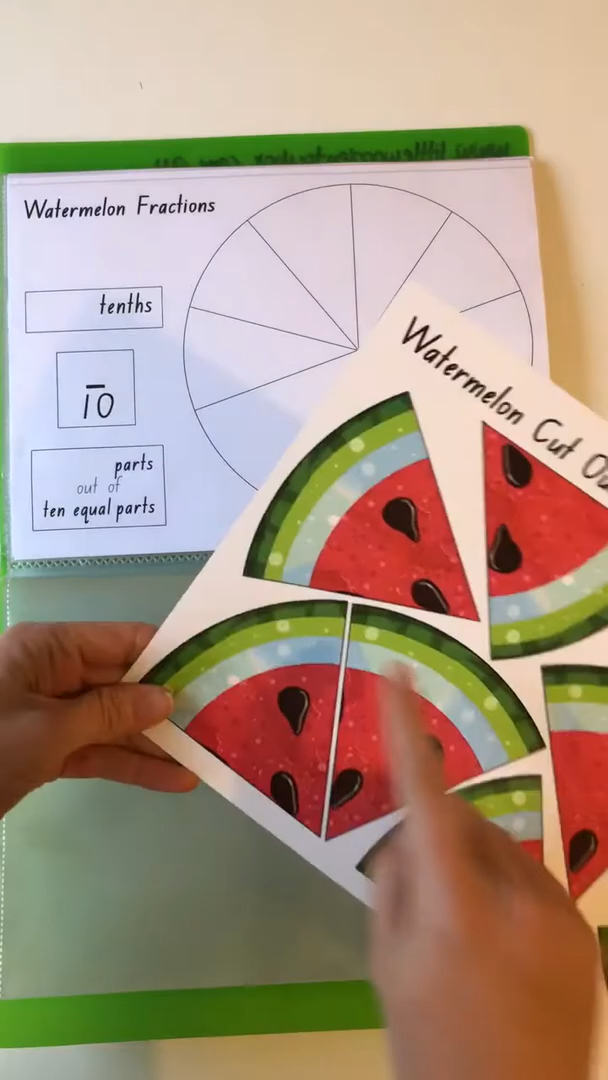 Watermelon Fractions
tenths
10
parts
out of
ten equal parts
Watermelon Cut